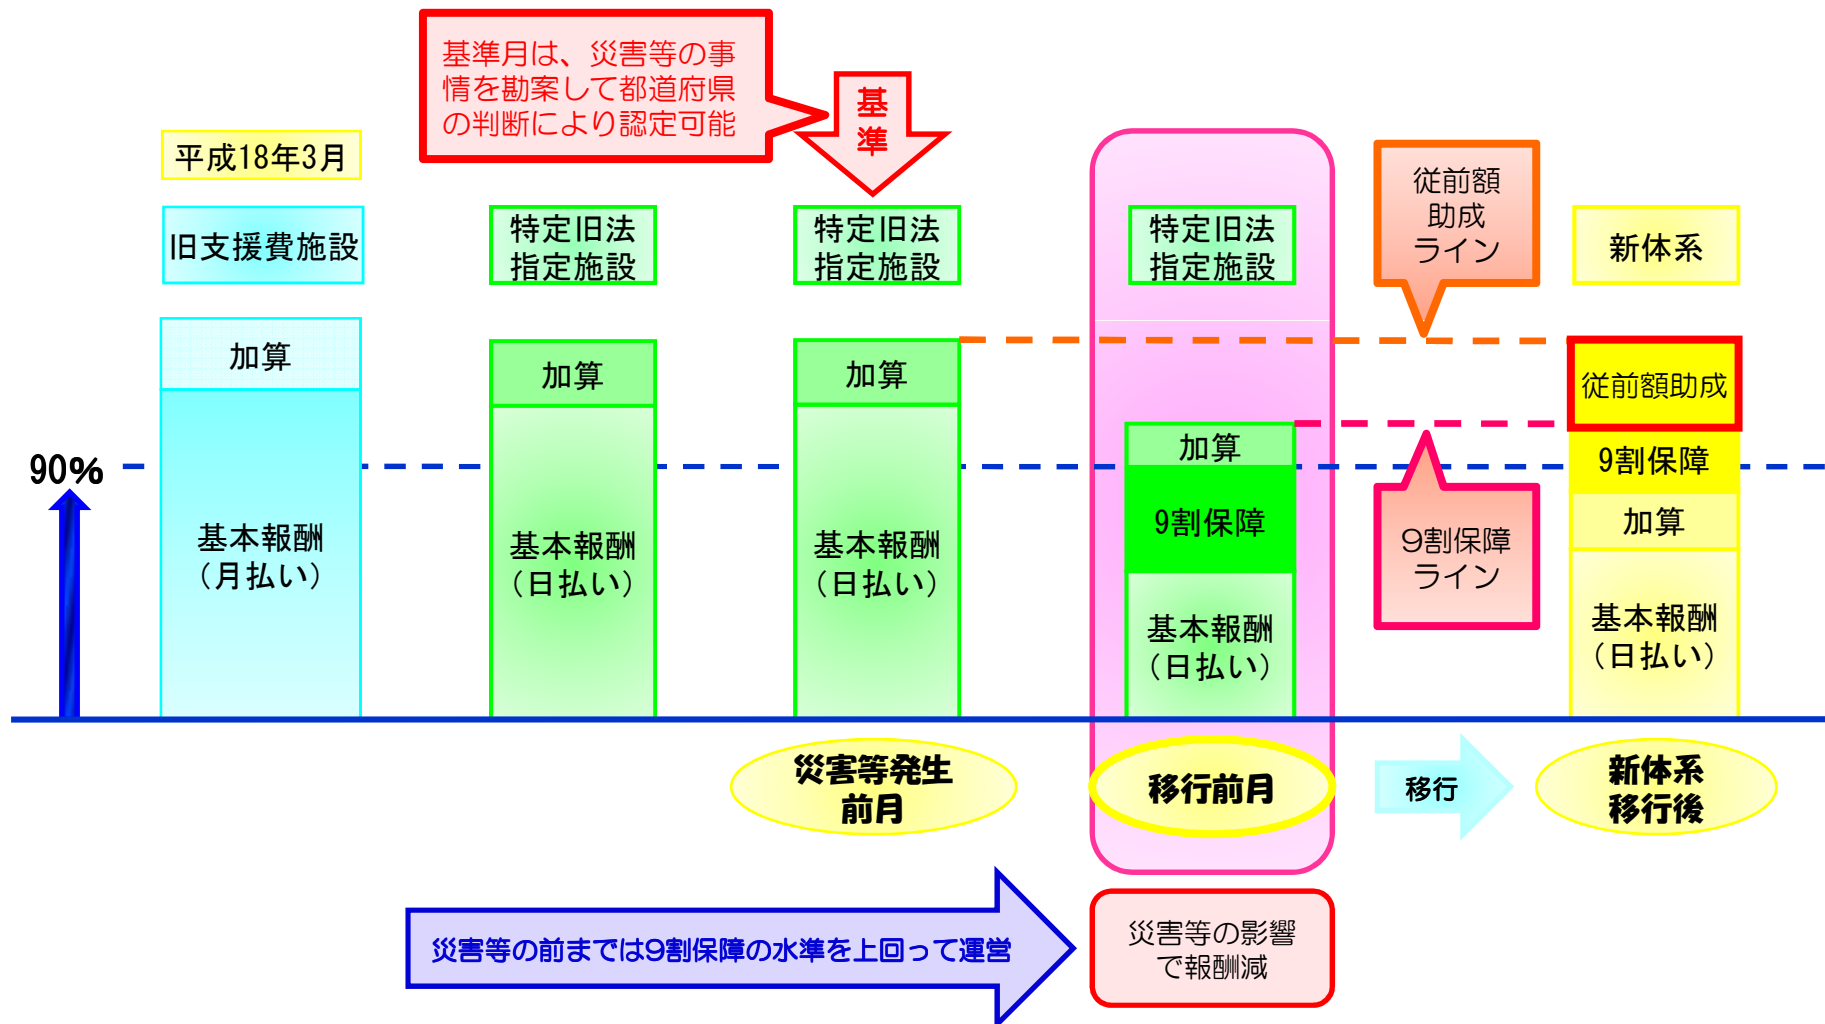 基準月は、災害等の事
情を勘案して都道府県
の判断により認定可能
基
準
平成18年3月
旧支援費施設
特定旧法
指定施設
特定旧法
指定施設
特定旧法
指定施設
従前額
助成
ライン
新体系
加算
加算
加算
加算
従前額助成
9割保障
加算
90%
基本報酬
（月払い）
基本報酬
（日払い）
基本報酬
（日払い）
9割保障
基本報酬
（日払い）
９割保障
ライン
基本報酬
（日払い）
災害等発生
前月
移行前月
移行
新体系
移行後
災害等の前までは9割保障の水準を上回って運営
災害等の影響
で報酬減